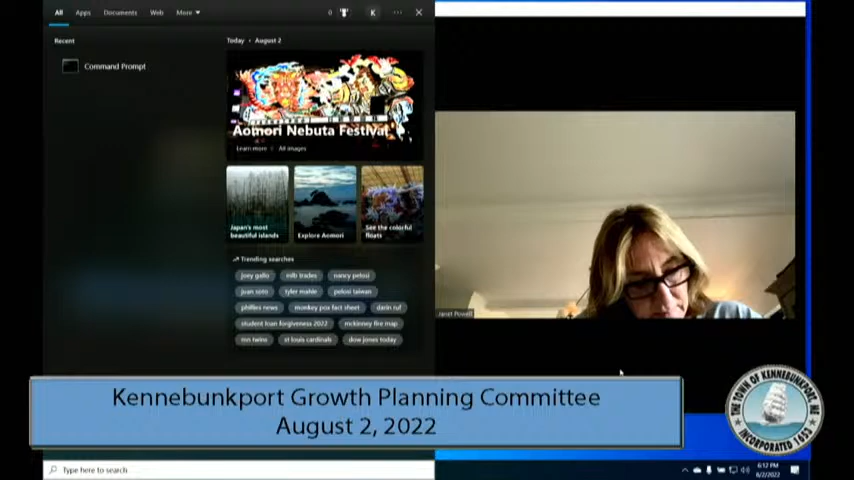 All Apps Documents Web More
0 K
Recent
Command Prompt
Today • August 2
Aomori Nebuta Festival
Learn more All images
Japan's most beautiful islands
Explore Aomori
See the colorful floats
Trending searches
joey gallo mlb trades nancy pelosi
juan soto tyler mahle pelosi taiwan
phillies news monkey pox fact sheet darin ruf
student loan forgiveness 2022 mckinney fire map
mn twins st louis cardinals dow jones today
Janet Powell
Kennebunkport Growth Planning Committee
August 2, 2022
THE TOWN OF KENNEBUNKPORT, ME
INCORPORATED 1653
Type here to search
6:12 PM
8/2/2022